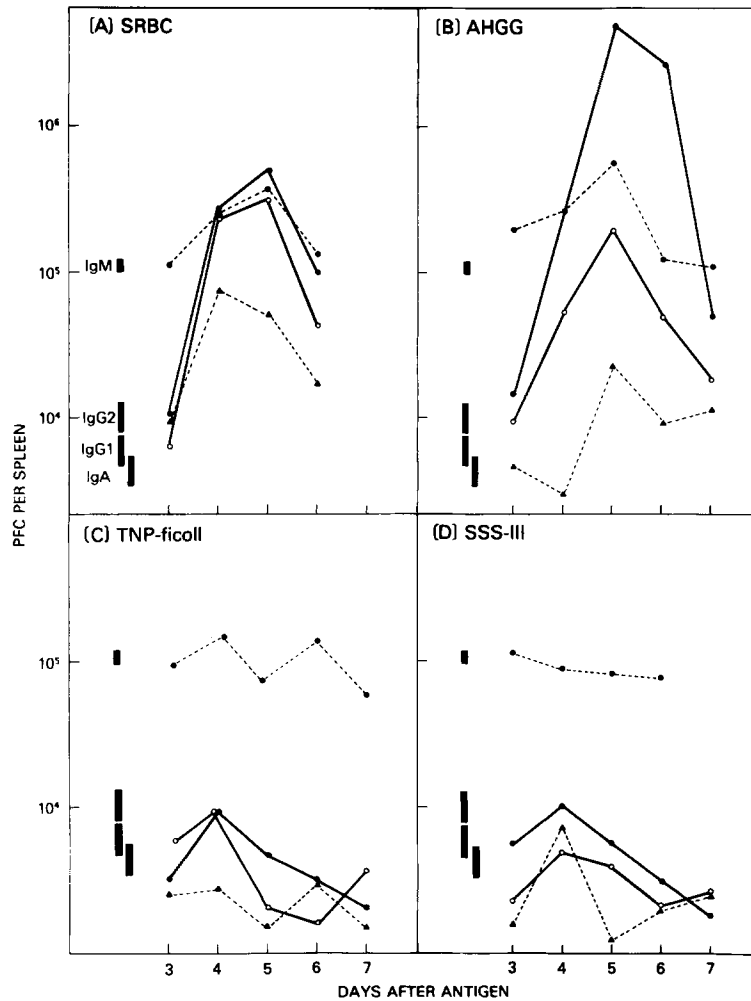 (A) SRBC
(B) AHGG
10⁶
IgM
10⁵
IgG2
10⁴
IgG1
IgA
PFC PER SPLEEN
(C) TNP-ficoll
(D) SSS-III
10⁵
10⁴
3 4 5 6 7
3 4 5 6 7
DAYS AFTER ANTIGEN